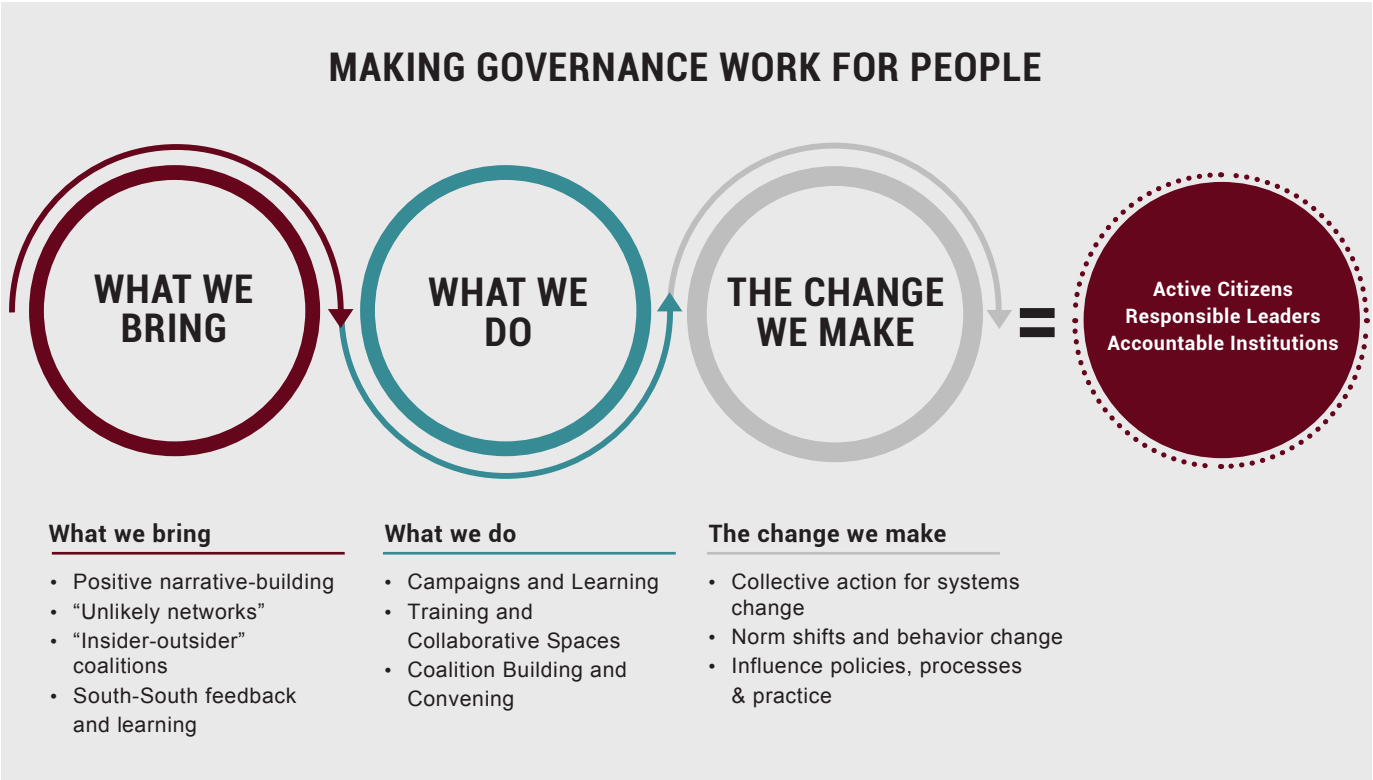 MAKING GOVERNANCE WORK FOR PEOPLE
WHAT WE
BRING
WHAT WE
DO
THE CHANGE
WE MAKE
=
Active Citizens
Responsible Leaders
Accountable Institutions
What we bring
• Positive narrative-building
• “Unlikely networks”
• “Insider-outsider”
coalitions
• South-South feedback
and learning
What we do
• Campaigns and Learning
• Training and
Collaborative Spaces
• Coalition Building and
Convening
The change we make
• Collective action for systems
change
• Norm shifts and behavior change
• Influence policies, processes
& practice